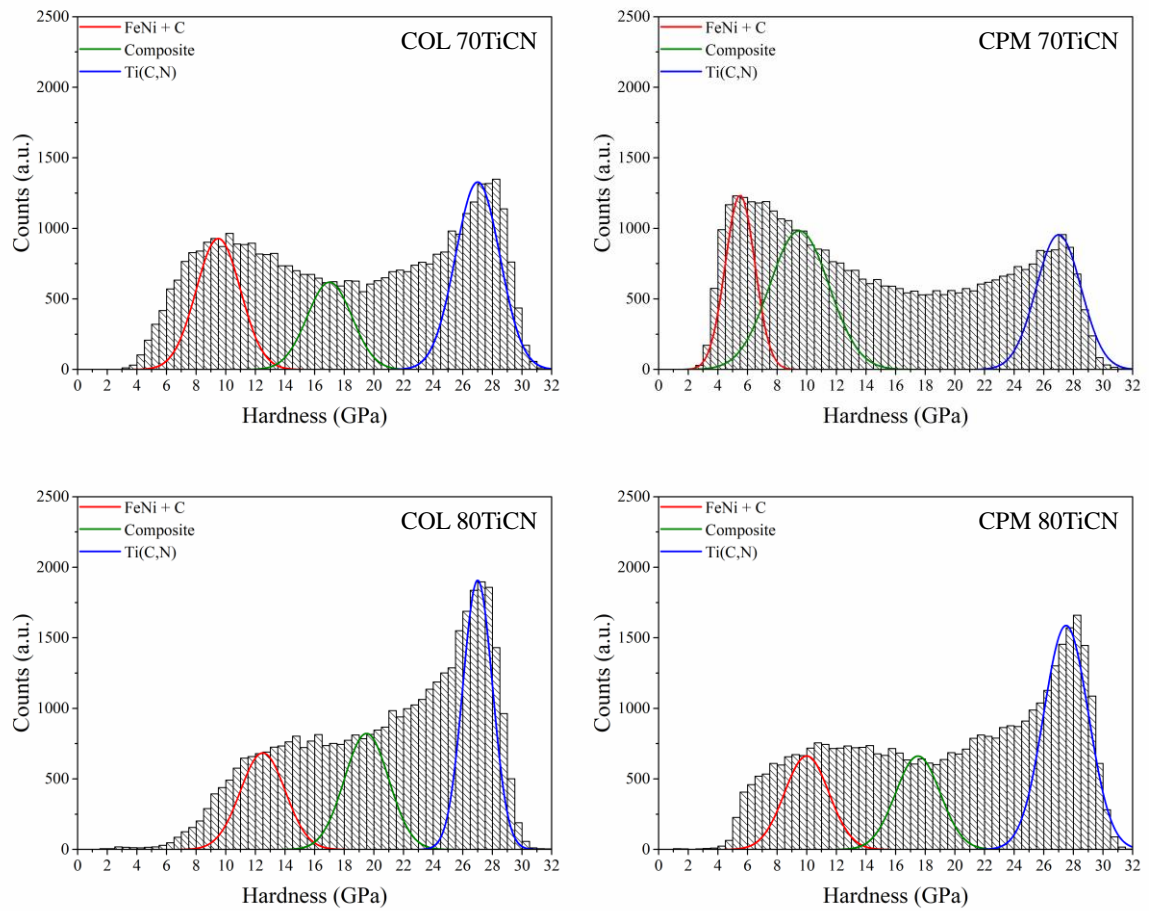 2500
2000
1500
1000
500
0
Counts (a.u.)
FeNi + C
Composite
Ti(C,N)
COL 70TiCN
0 2 4 6 8 10 12 14 16 18 20 22 24 26 28 30 32
Hardness (GPa)
2500
2000
1500
1000
500
0
Counts (a.u.)
FeNi + C
Composite
Ti(C,N)
CPM 70TiCN
0 2 4 6 8 10 12 14 16 18 20 22 24 26 28 30 32
Hardness (GPa)
2500
2000
1500
1000
500
0
Counts (a.u.)
FeNi + C
Composite
Ti(C,N)
COL 80TiCN
0 2 4 6 8 10 12 14 16 18 20 22 24 26 28 30 32
Hardness (GPa)
2500
2000
1500
1000
500
0
Counts (a.u.)
FeNi + C
Composite
Ti(C,N)
CPM 80TiCN
0 2 4 6 8 10 12 14 16 18 20 22 24 26 28 30 32
Hardness (GPa)